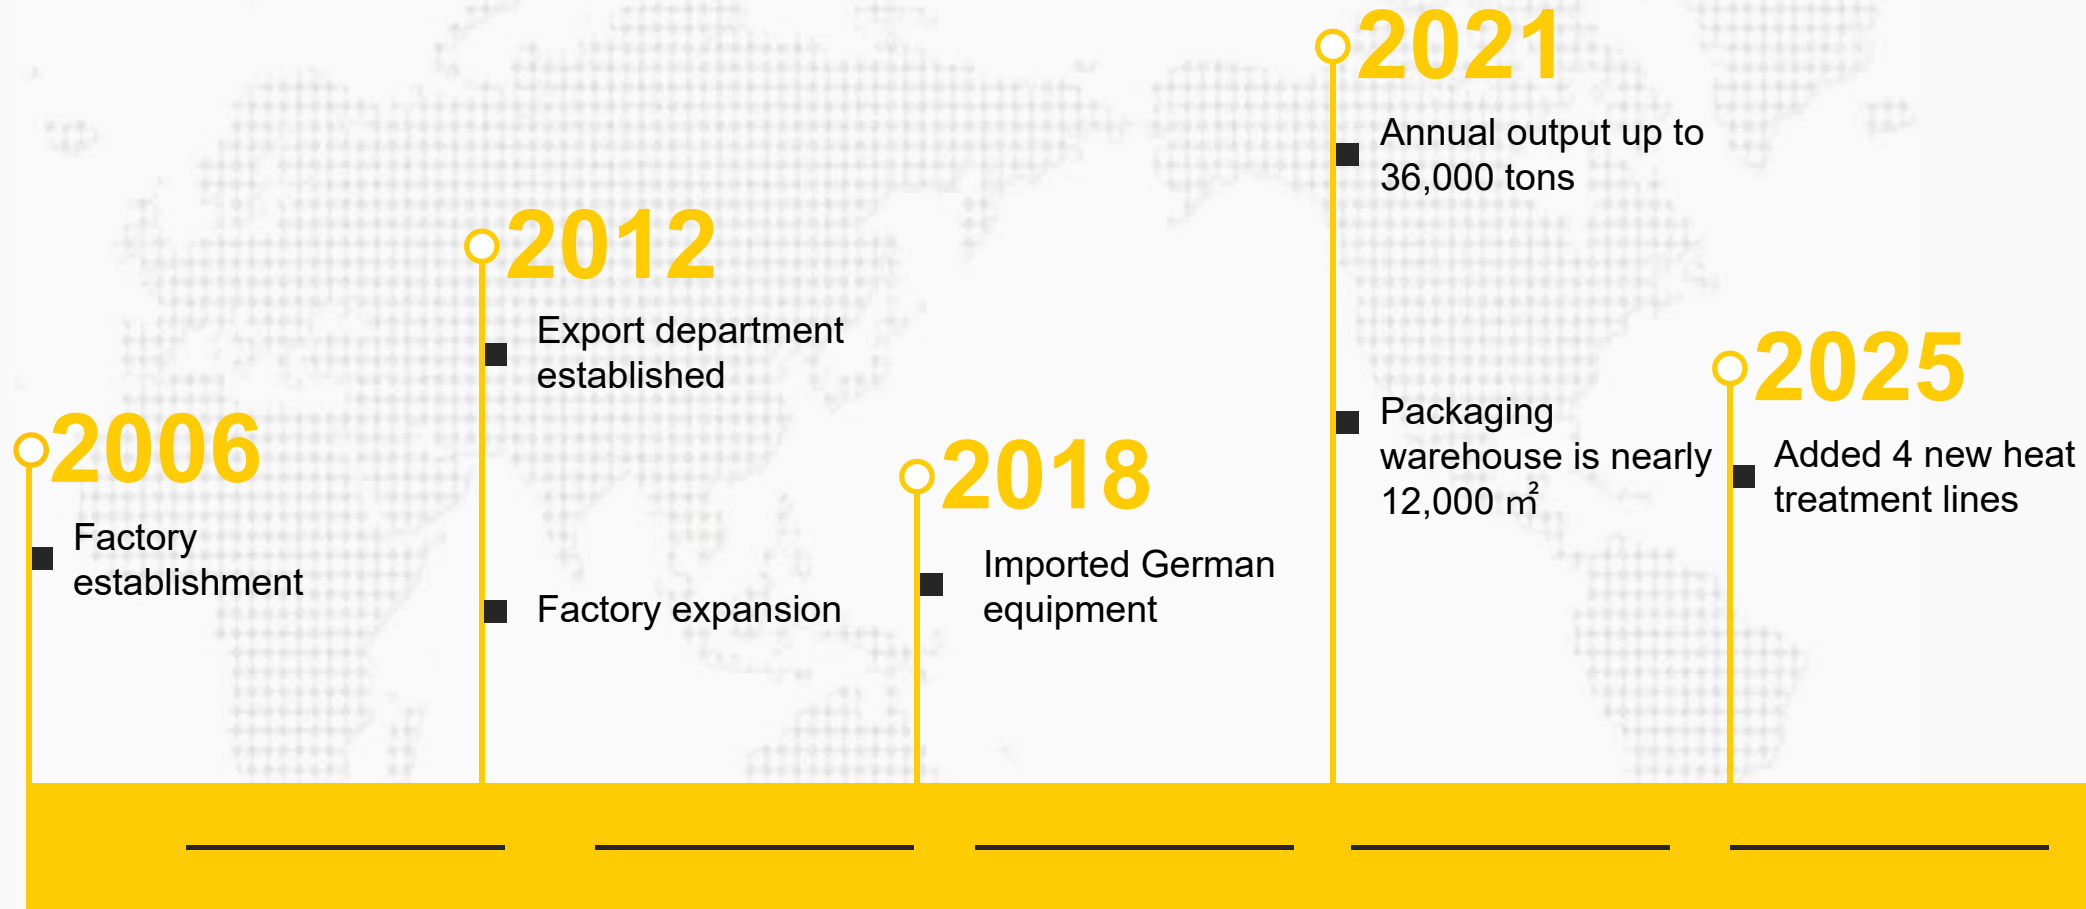 2006
Factory
establishment
2012
Export department
established
Factory expansion
2018
Imported German
equipment
2021
Annual output up to
36,000 tons
Packaging
warehouse is nearly
12,000 ㎡
2025
Added 4 new heat
treatment lines